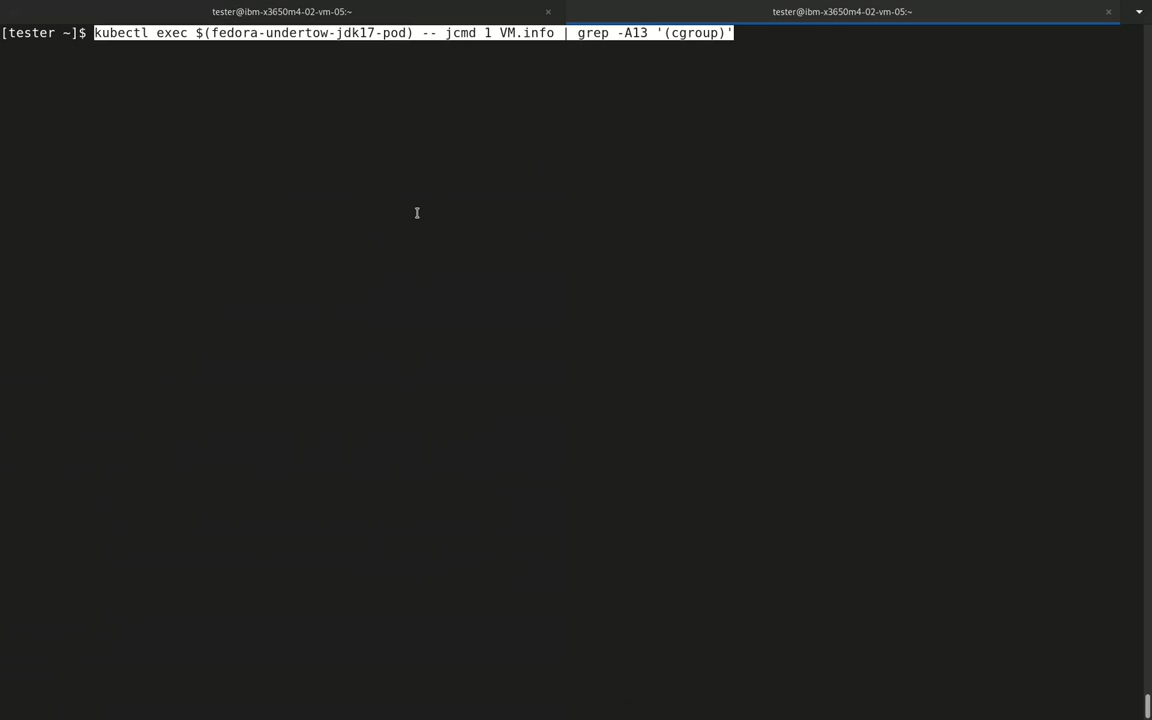 tester@ibm-x3650m4-02-vm-05:~ × tester@ibm-x3650m4-02-vm-05:~ ×
[tester ~]$ kubectl exec $(fedora-undertow-jdk17-pod) -- jcmd 1 VM.info | grep -A13 '(cgroup)'